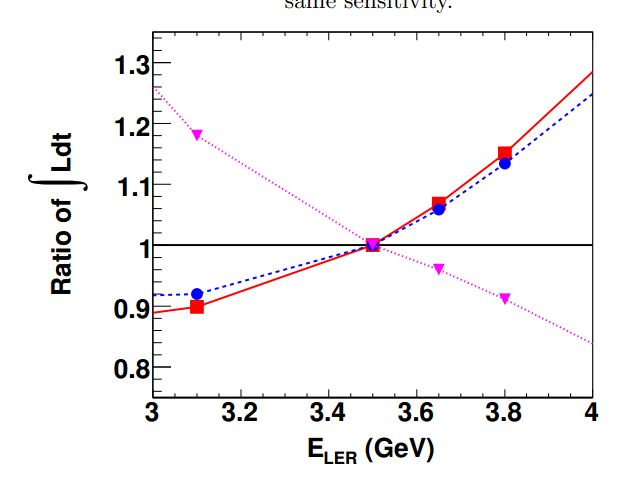 same sensitivity.
1.3
1.2
1.1
1
0.9
0.8
Ratio of ∫ Ldt
3 3.2 3.4 3.6 3.8 4
E_LER (GeV)